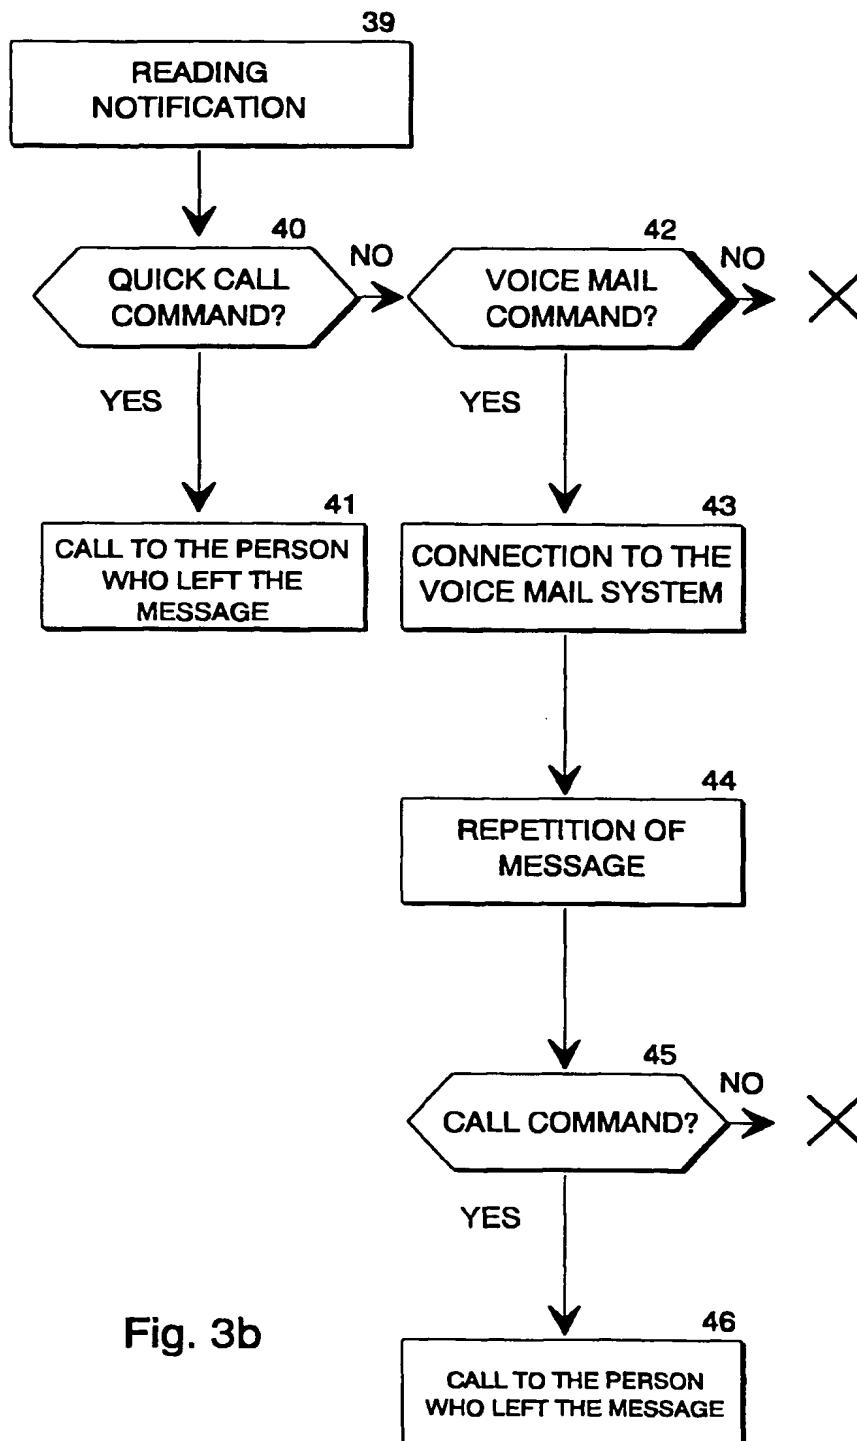 39
READING
NOTIFICATION
40
QUICK CALL
COMMAND?
NO
42
VOICE MAIL
COMMAND?
NO
YES
YES
41
CALL TO THE PERSON
WHO LEFT THE
MESSAGE
43
CONNECTION TO THE
VOICE MAIL SYSTEM
44
REPETITION OF
MESSAGE
45
CALL COMMAND?
NO
YES
46
CALL TO THE PERSON
WHO LEFT THE MESSAGE
Fig. 3b